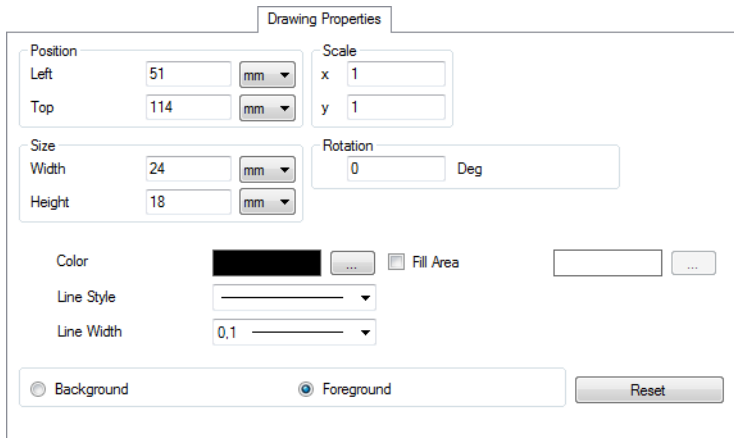 Drawing Properties
Position
Left 51 mm
Top 114 mm
Scale
x 1
y 1
Size
Width 24 mm
Height 18 mm
Rotation
0 Deg
Color ... Fill Area ...
Line Style
Line Width 0,1
Background Foreground Reset